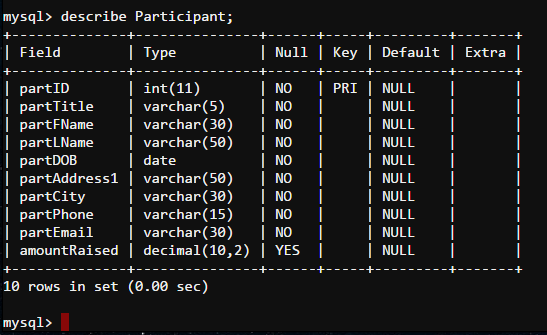 mysql> describe Participant;
+--------------+---------------+------+-----+---------+-------+
| Field        | Type          | Null | Key | Default | Extra |
+--------------+---------------+------+-----+---------+-------+
| partID       | int(11)       | NO   | PRI | NULL    |       |
| partTitle    | varchar(5)    | NO   |     | NULL    |       |
| partFName    | varchar(30)   | NO   |     | NULL    |       |
| partLName    | varchar(50)   | NO   |     | NULL    |       |
| partDOB      | date          | NO   |     | NULL    |       |
| partAddress1 | varchar(50)   | NO   |     | NULL    |       |
| partCity     | varchar(30)   | NO   |     | NULL    |       |
| partPhone    | varchar(15)   | NO   |     | NULL    |       |
| partEmail    | varchar(30)   | NO   |     | NULL    |       |
| amountRaised | decimal(10,2) | YES  |     | NULL    |       |
+--------------+---------------+------+-----+---------+-------+
10 rows in set (0.00 sec)
mysql>